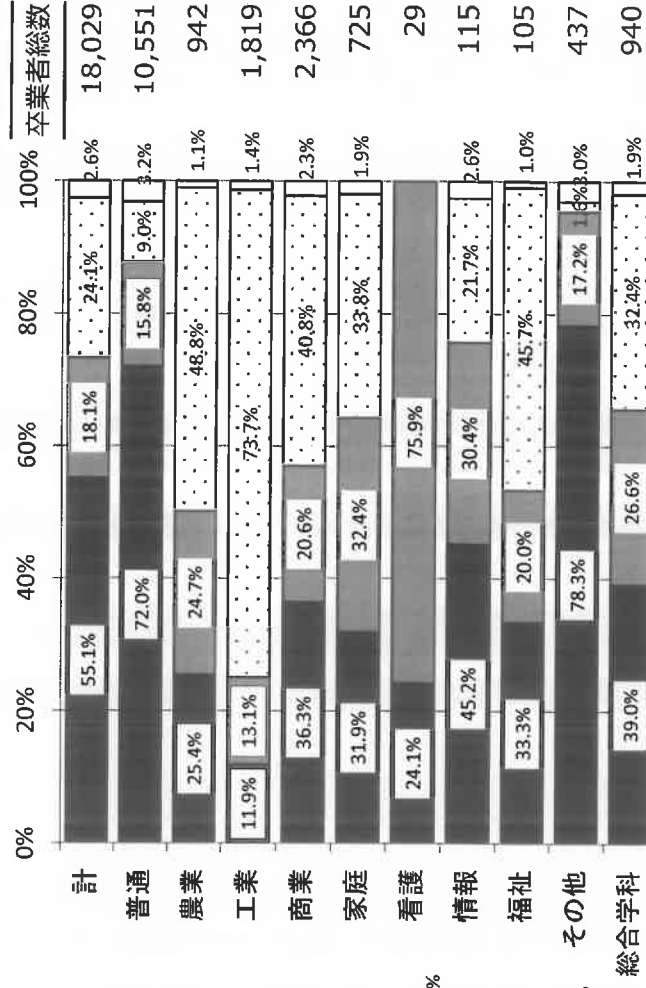 0% 20% 40% 60% 80% 100% 卒業者総数
計 55.1% 18.1% 24.1% 2.6% 18,029
普通 72.0% 15.8% 9.0% 3.2% 10,551
農業 25.4% 24.7% 48.8% 1.1% 942
工業 11.9% 13.1% 73.7% 1.4% 1,819
商業 36.3% 20.6% 40.8% 2.3% 2,366
家庭 31.9% 32.4% 33.8% 1.9% 725
看護 24.1% 75.9% 29
情報 45.2% 30.4% 21.7% 2.6% 115
福祉 33.3% 20.0% 45.7% 1.0% 105
その他 78.3% 17.2% 1.6% 3.0% 437
総合学科 39.0% 26.6% 32.4% 1.9% 940
%